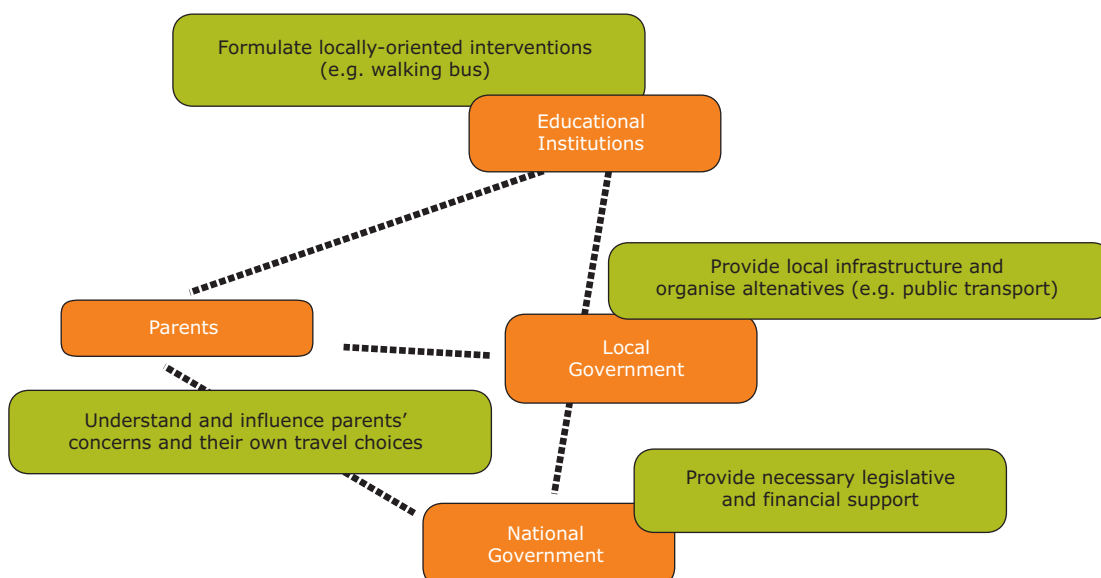 Formulate locally-oriented interventions
(e.g. walking bus)
Educational
Institutions
Provide local infrastructure and
organise altenatives (e.g. public transport)
Parents
Local
Government
Understand and influence parents’
concerns and their own travel choices
Provide necessary legislative
and financial support
National
Government